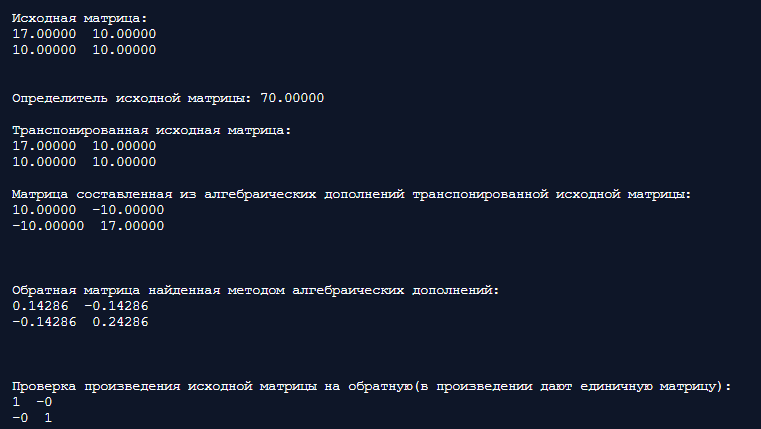 Исходная матрица:
17.00000 10.00000
10.00000 10.00000
Определитель исходной матрицы: 70.00000
Транспонированная исходная матрица:
17.00000 10.00000
10.00000 10.00000
Матрица составленная из алгебраических дополнений транспонированной исходной матрицы:
10.00000 -10.00000
-10.00000 17.00000
Обратная матрица найденная методом алгебраических дополнений:
0.14286 -0.14286
-0.14286 0.24286
Проверка произведения исходной матрицы на обратную(в произведении дают единичную матрицу):
1 -0
-0 1